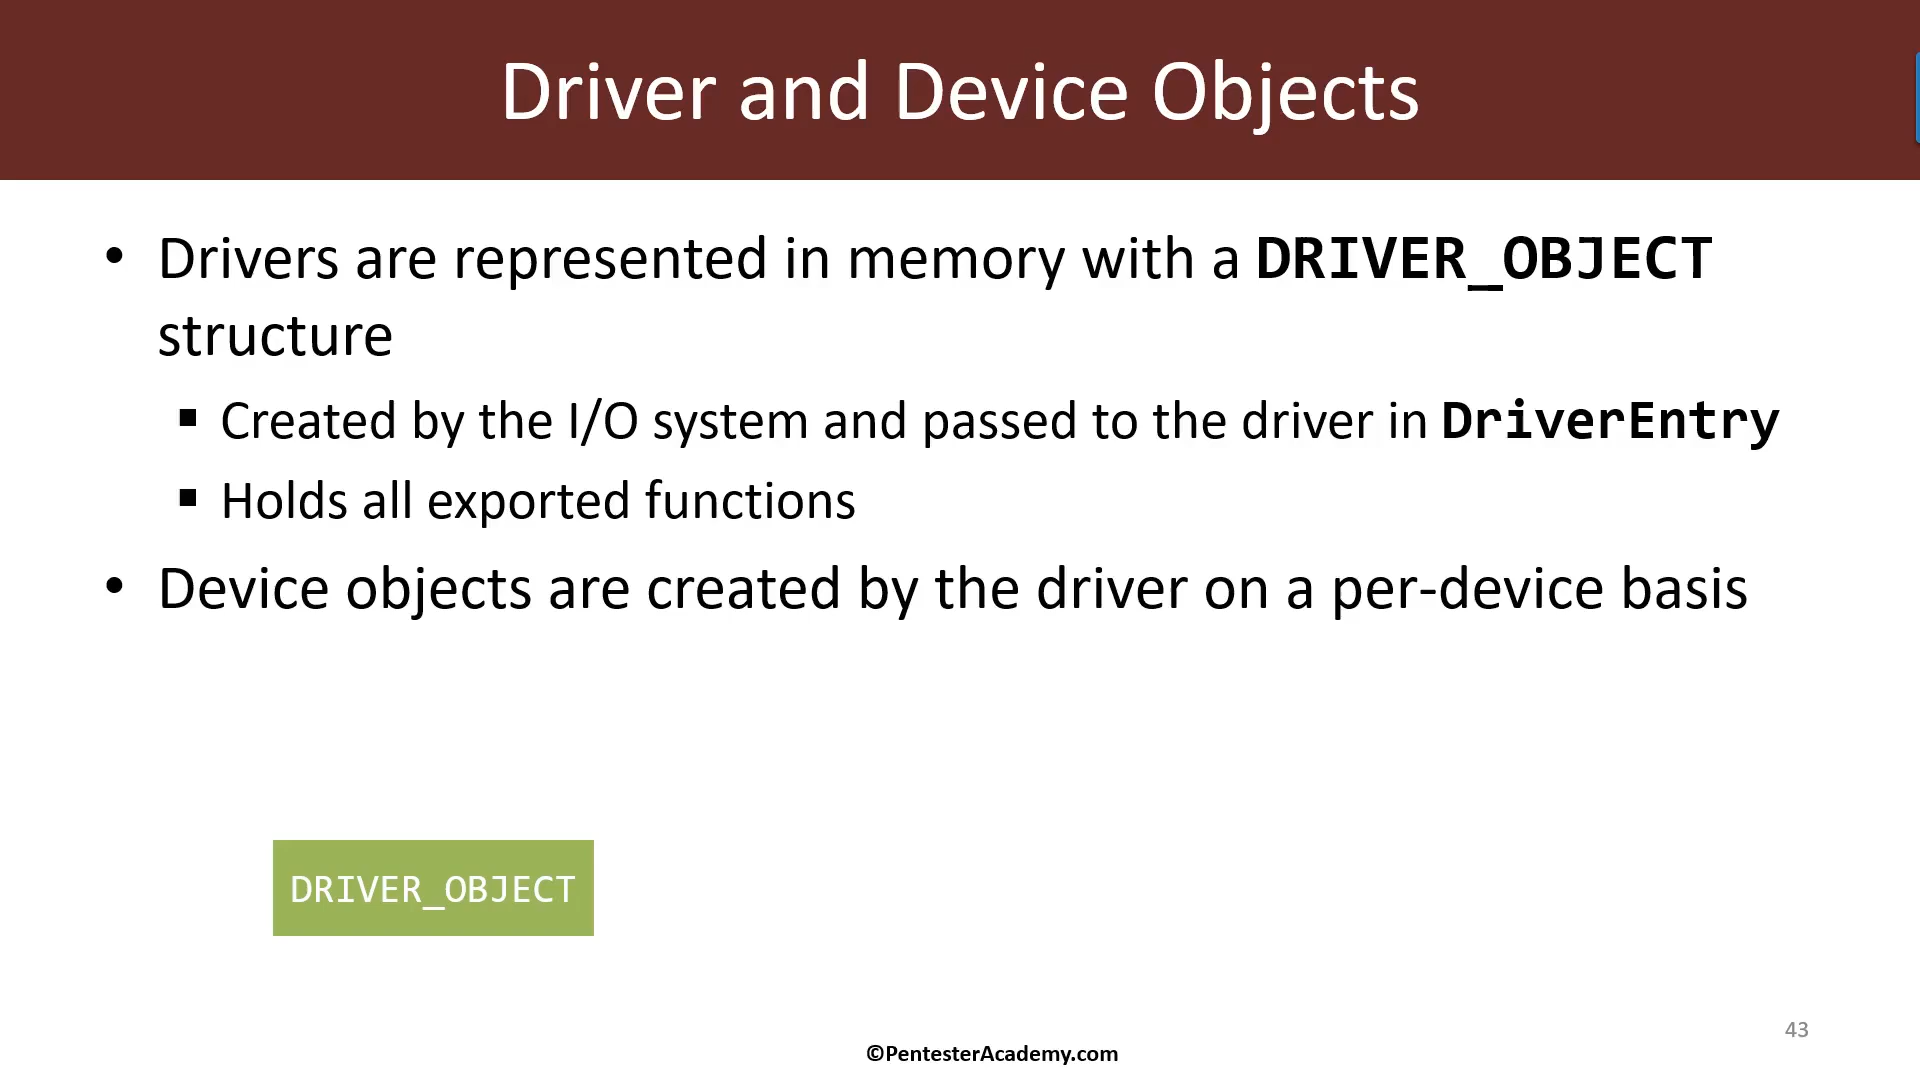 Driver and Device Objects
• Drivers are represented in memory with a DRIVER_OBJECT
structure
▪ Created by the I/O system and passed to the driver in DriverEntry
▪ Holds all exported functions
• Device objects are created by the driver on a per-device basis
DRIVER_OBJECT
43
©PentesterAcademy.com